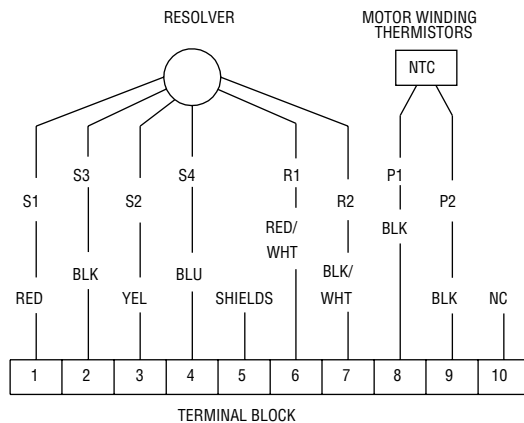 RESOLVER
MOTOR WINDING
THERMISTORS
NTC
S3
S4
R1
P1
S1
S2
R2
P2
RED/
WHT
BLK
BLK
BLU
BLK/
WHT
RED
YEL
SHIELDS
BLK
NC
1 2 3 4 5 6 7 8 9 10
TERMINAL BLOCK